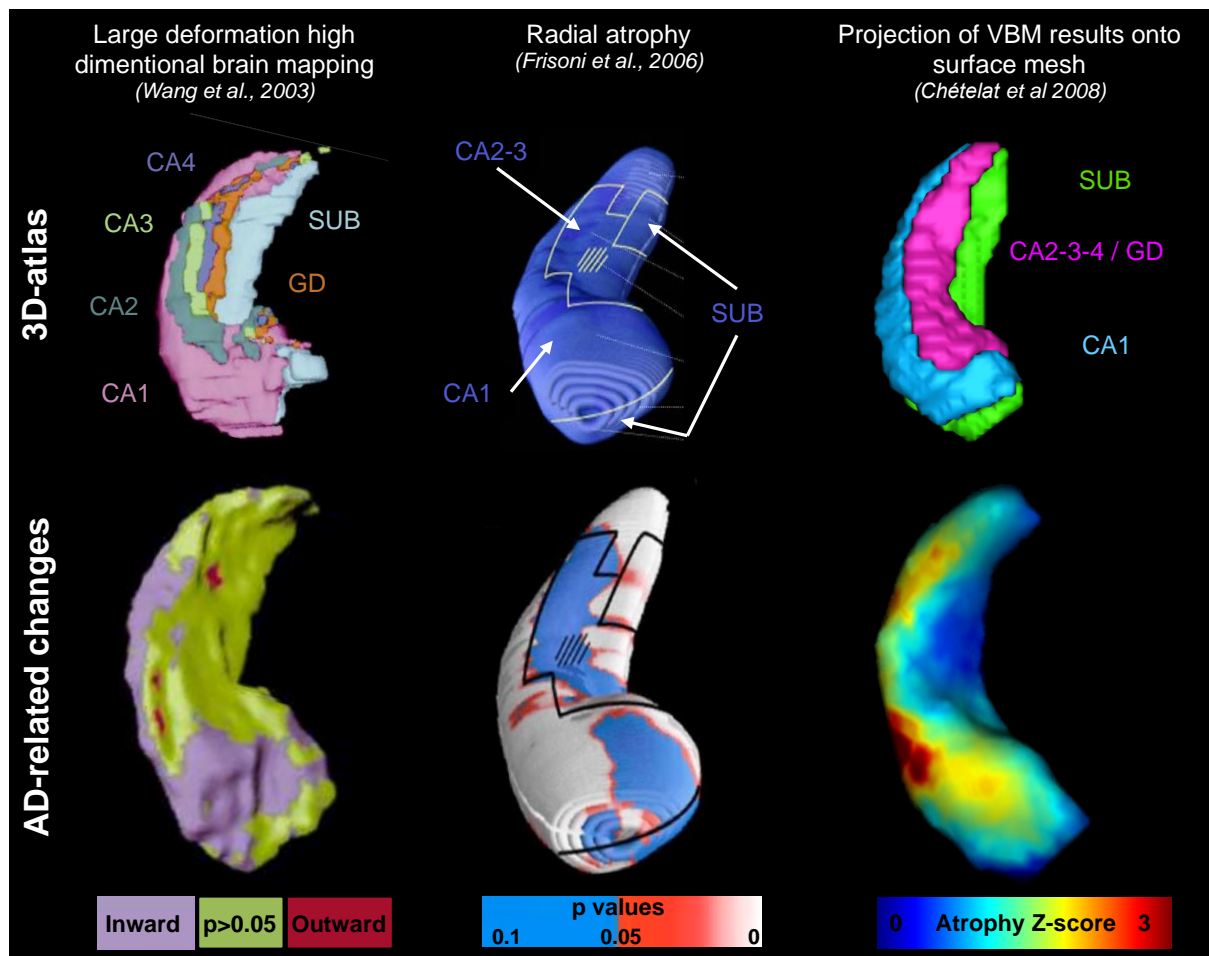 Large deformation high
dimentional brain mapping
(Wang et al., 2003)
Radial atrophy
(Frisoni et al., 2006)
Projection of VBM results onto
surface mesh
(Chételat et al 2008)
3D-atlas
CA4
CA3
CA2
CA1
SUB
GD
CA2-3
CA1
SUB
SUB
CA2-3-4 / GD
CA1
AD-related changes
Inward
p>0.05
Outward
p values
0.1 0.05 0
0 Atrophy Z-score 3